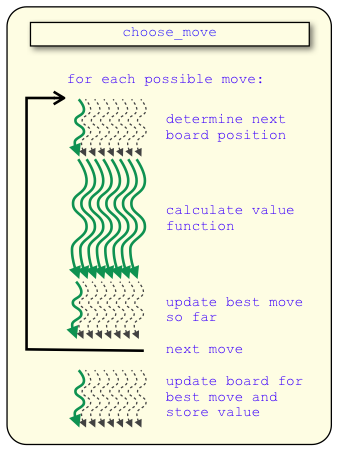 choose_move
for each possible move:
determine next
board position
calculate value
function
update best move
so far
next move
update board for
best move and
store value